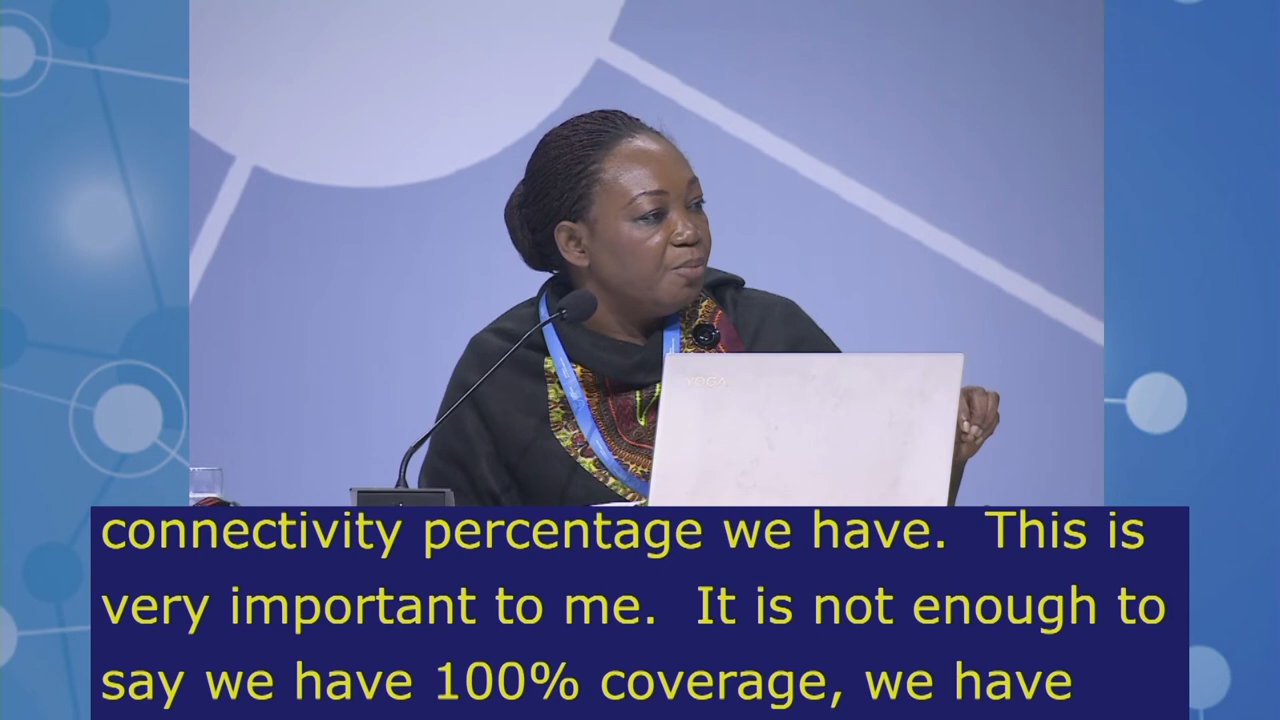 YOGA
connectivity percentage we have.  This is
very important to me.  It is not enough to
say we have 100% coverage, we have